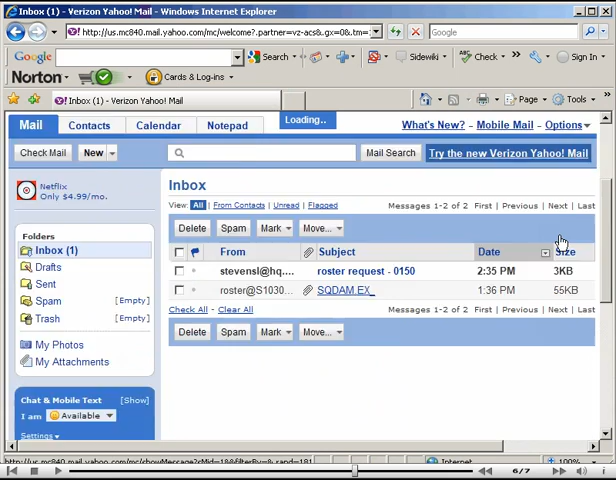 Inbox (1) - Verizon Yahoo! Mail - Windows Internet Explorer
http://us.mc840.mail.yahoo.com/mc/welcome?.partner=vz-acs&.gx=0&.tm=
Google
Google Search Sidewiki Check Sign In
Norton Cards & Log-ins
Inbox (1) - Verizon Yahoo! Mail Page Tools
Mail Contacts Calendar Notepad Loading.. What's New? Mobile Mail Options
Check Mail New Mail Search Try the new Verizon Yahoo! Mail
Netflix
Only $4.99/mo.
Inbox
View: All From Contacts Unread Flagged Messages 1-2 of 2 First Previous Next Last
Delete Spam Mark Move...
From Subject Date Size
stevensl@hq.... roster request - 0150 2:35 PM 3KB
roster@S1030... SQDAM EX_ 1:36 PM 55KB
Check All - Clear All Messages 1-2 of 2 First Previous Next Last
Delete Spam Mark Move...
Folders
Inbox (1)
Drafts
Sent
Spam [Empty]
Trash [Empty]
My Photos
My Attachments
Chat & Mobile Text [Show]
I am Available
Settings
Internet 100%
6/7